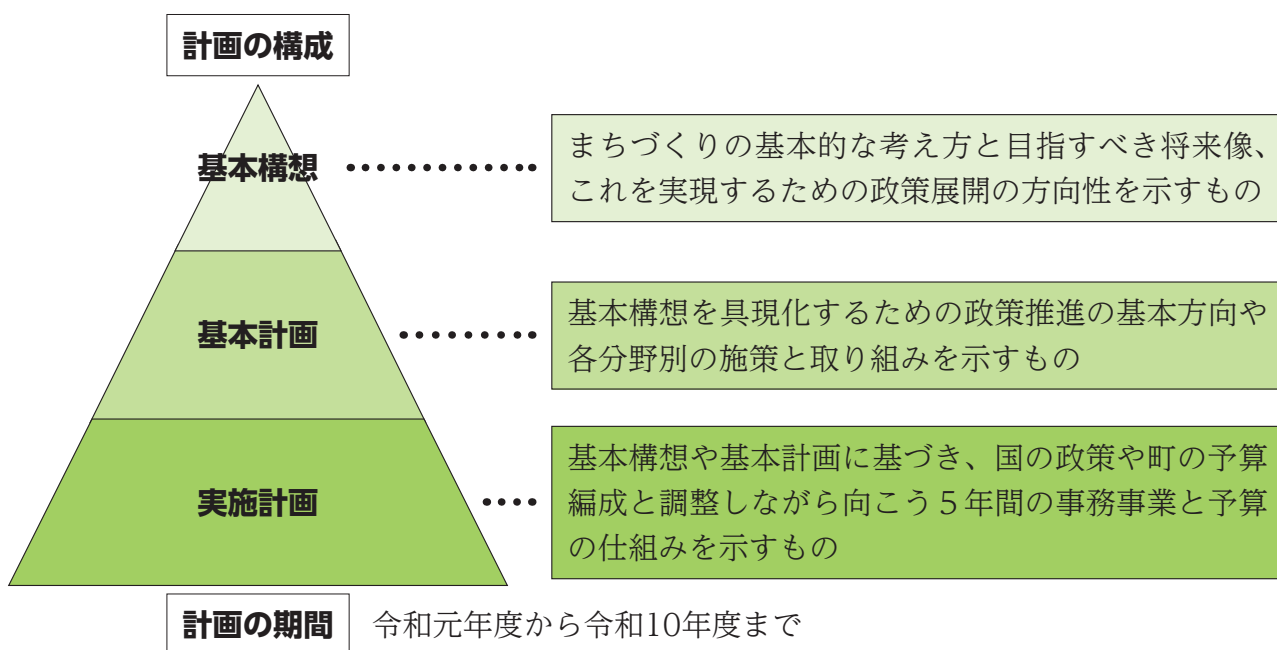 計画の構成
基本構想
まちづくりの基本的な考え方と目指すべき将来像、
これを実現するための政策展開の方向性を示すもの
基本計画
基本構想を具現化するための政策推進の基本方向や
各分野別の施策と取り組みを示すもの
実施計画
基本構想や基本計画に基づき、国の政策や町の予算
編成と調整しながら向こう５年間の事務事業と予算
の仕組みを示すもの
計画の期間
令和元年度から令和10年度まで